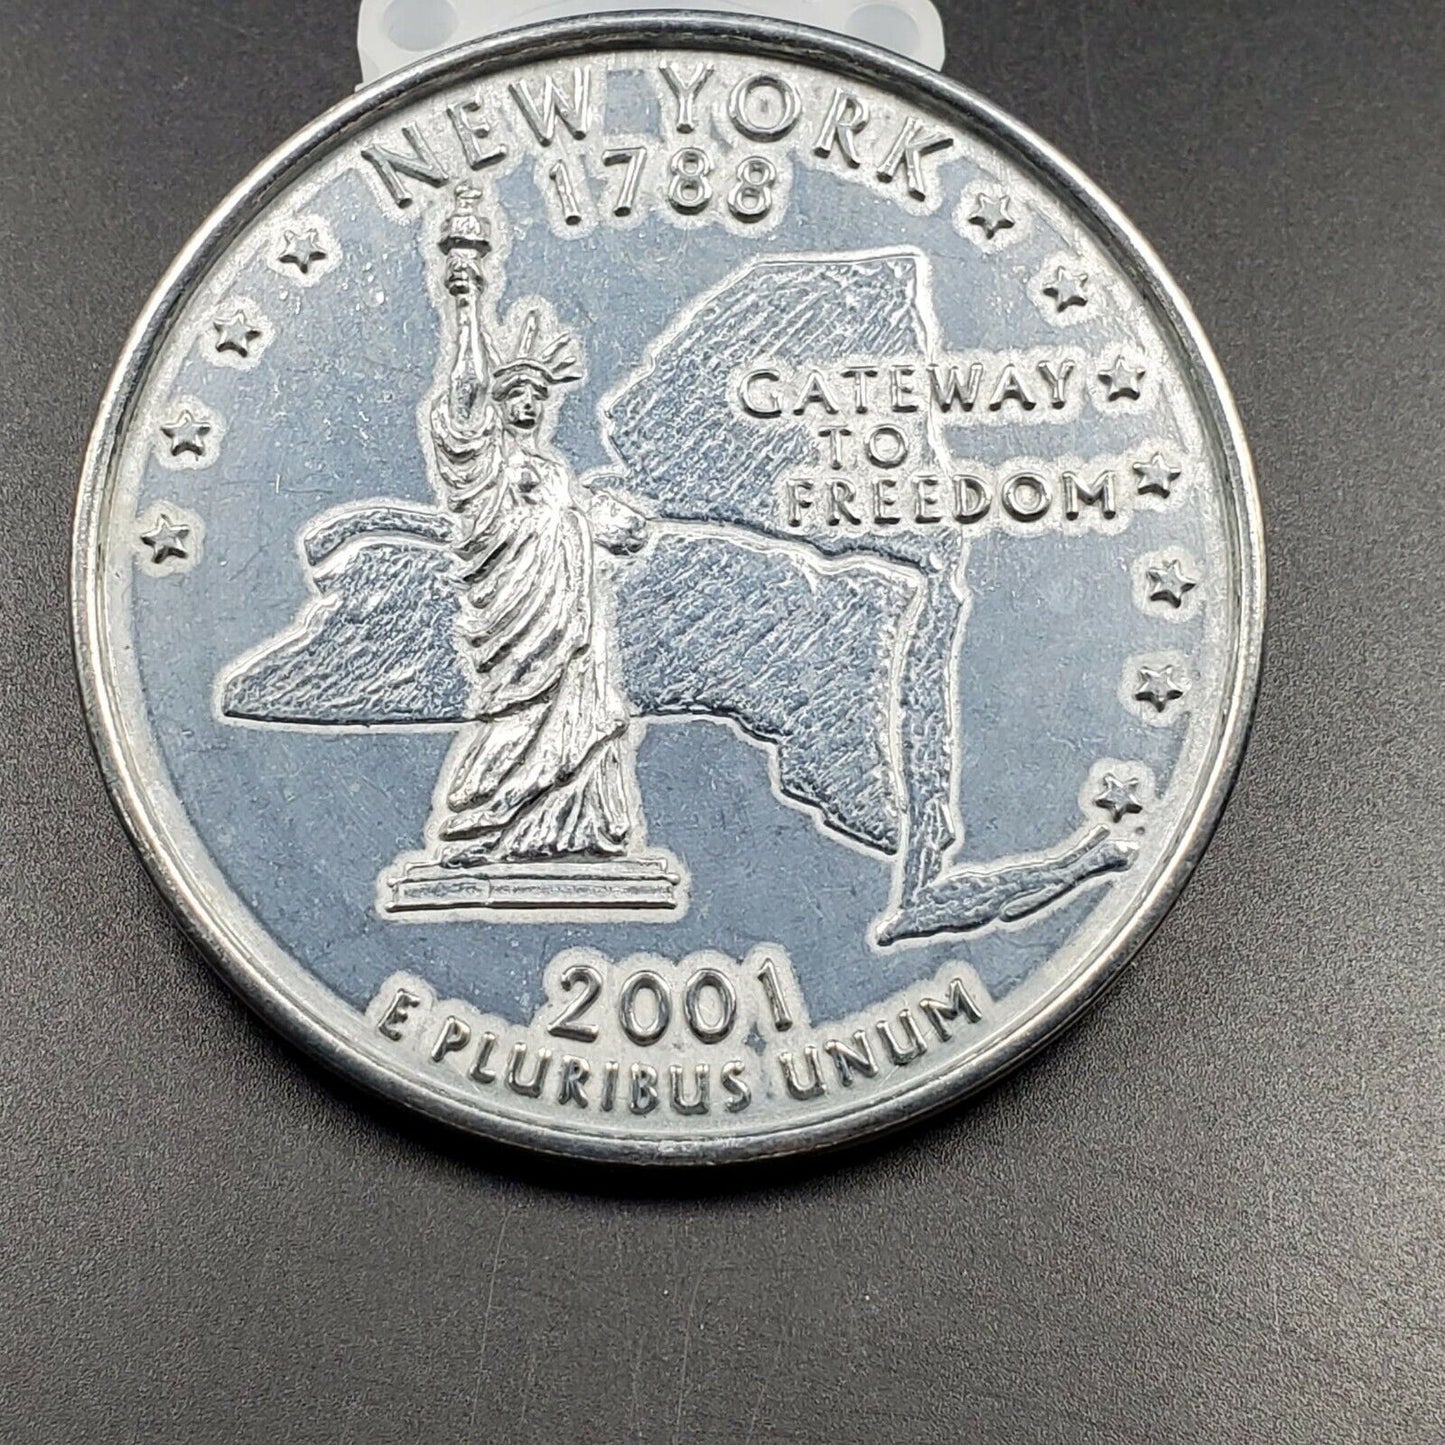 NEW YORK
1788
GATEWAY
TO
FREEDOM
2001
E PLURIBUS UNUM